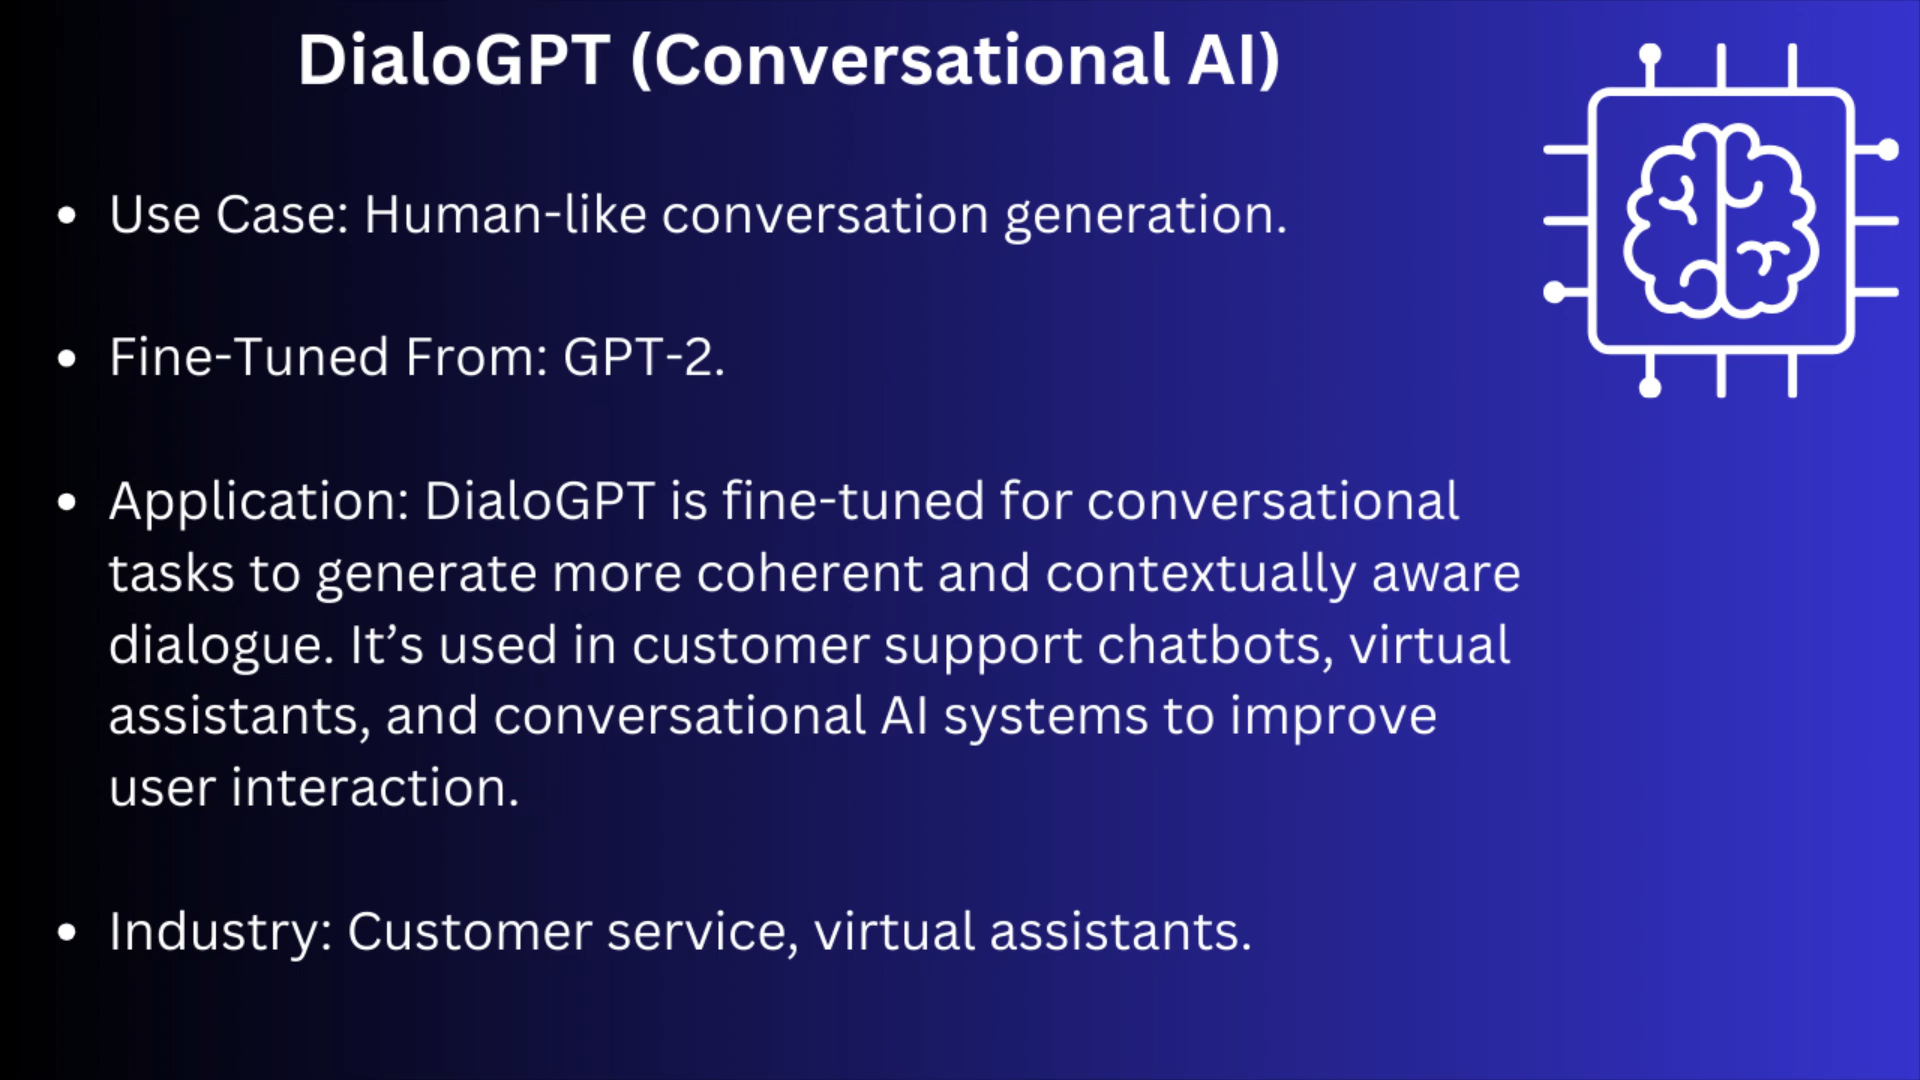 DialoGPT (Conversational AI)
• Use Case: Human-like conversation generation.
• Fine-Tuned From: GPT-2.
• Application: DialoGPT is fine-tuned for conversational
tasks to generate more coherent and contextually aware
dialogue. It’s used in customer support chatbots, virtual
assistants, and conversational AI systems to improve
user interaction.
• Industry: Customer service, virtual assistants.